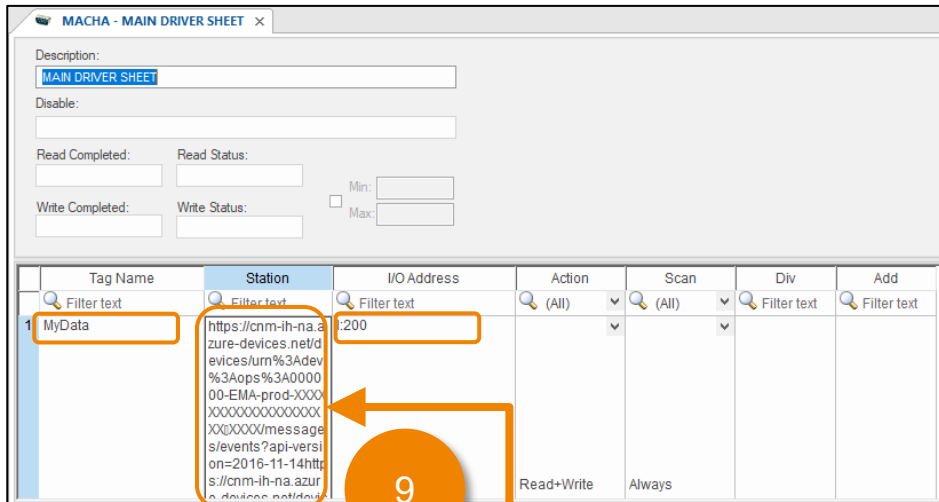 MACHA - MAIN DRIVER SHEET ×
Description:
MAIN DRIVER SHEET
Disable:
Read Completed: Read Status:
Min:
Write Completed: Write Status:
Max:
Tag Name Station I/O Address Action Scan Div Add
Filter text Filter text Filter text (All) (All) Filter text Filter text
1 MyData https://cnm-ih-na.a :200
zure-devices.net/d
evices/urn%3Adev
%3Aops%3A0000
00-EMA-prod-XXXX
XXXXXXXXXXXXXX
XX▯XXXX/message
s/events?api-versi
on=2016-11-14http
s://cnm-ih-na.azur
e-devices.net/devic
Read+Write Always
9